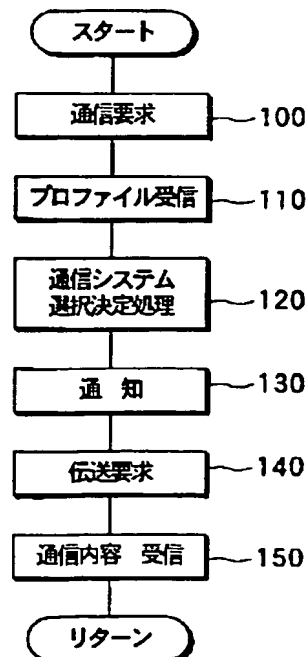 スタート
通信要求 100
プロファイル受信 110
通信システム
選択決定処理 120
通 知 130
伝送要求 140
通信内容 受信 150
リターン